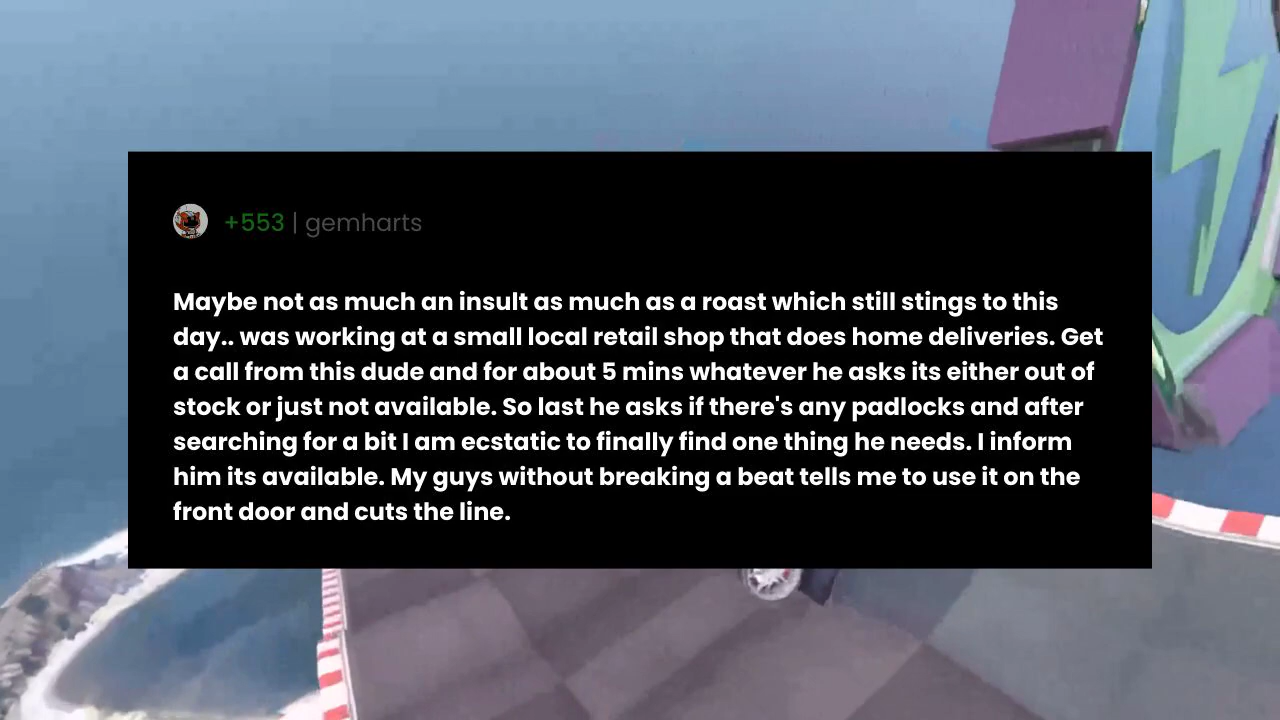 +553 | gemharts
Maybe not as much an insult as much as a roast which still stings to this
day.. was working at a small local retail shop that does home deliveries. Get
a call from this dude and for about 5 mins whatever he asks its either out of
stock or just not available. So last he asks if there's any padlocks and after
searching for a bit I am ecstatic to finally find one thing he needs. I inform
him its available. My guys without breaking a beat tells me to use it on the
front door and cuts the line.